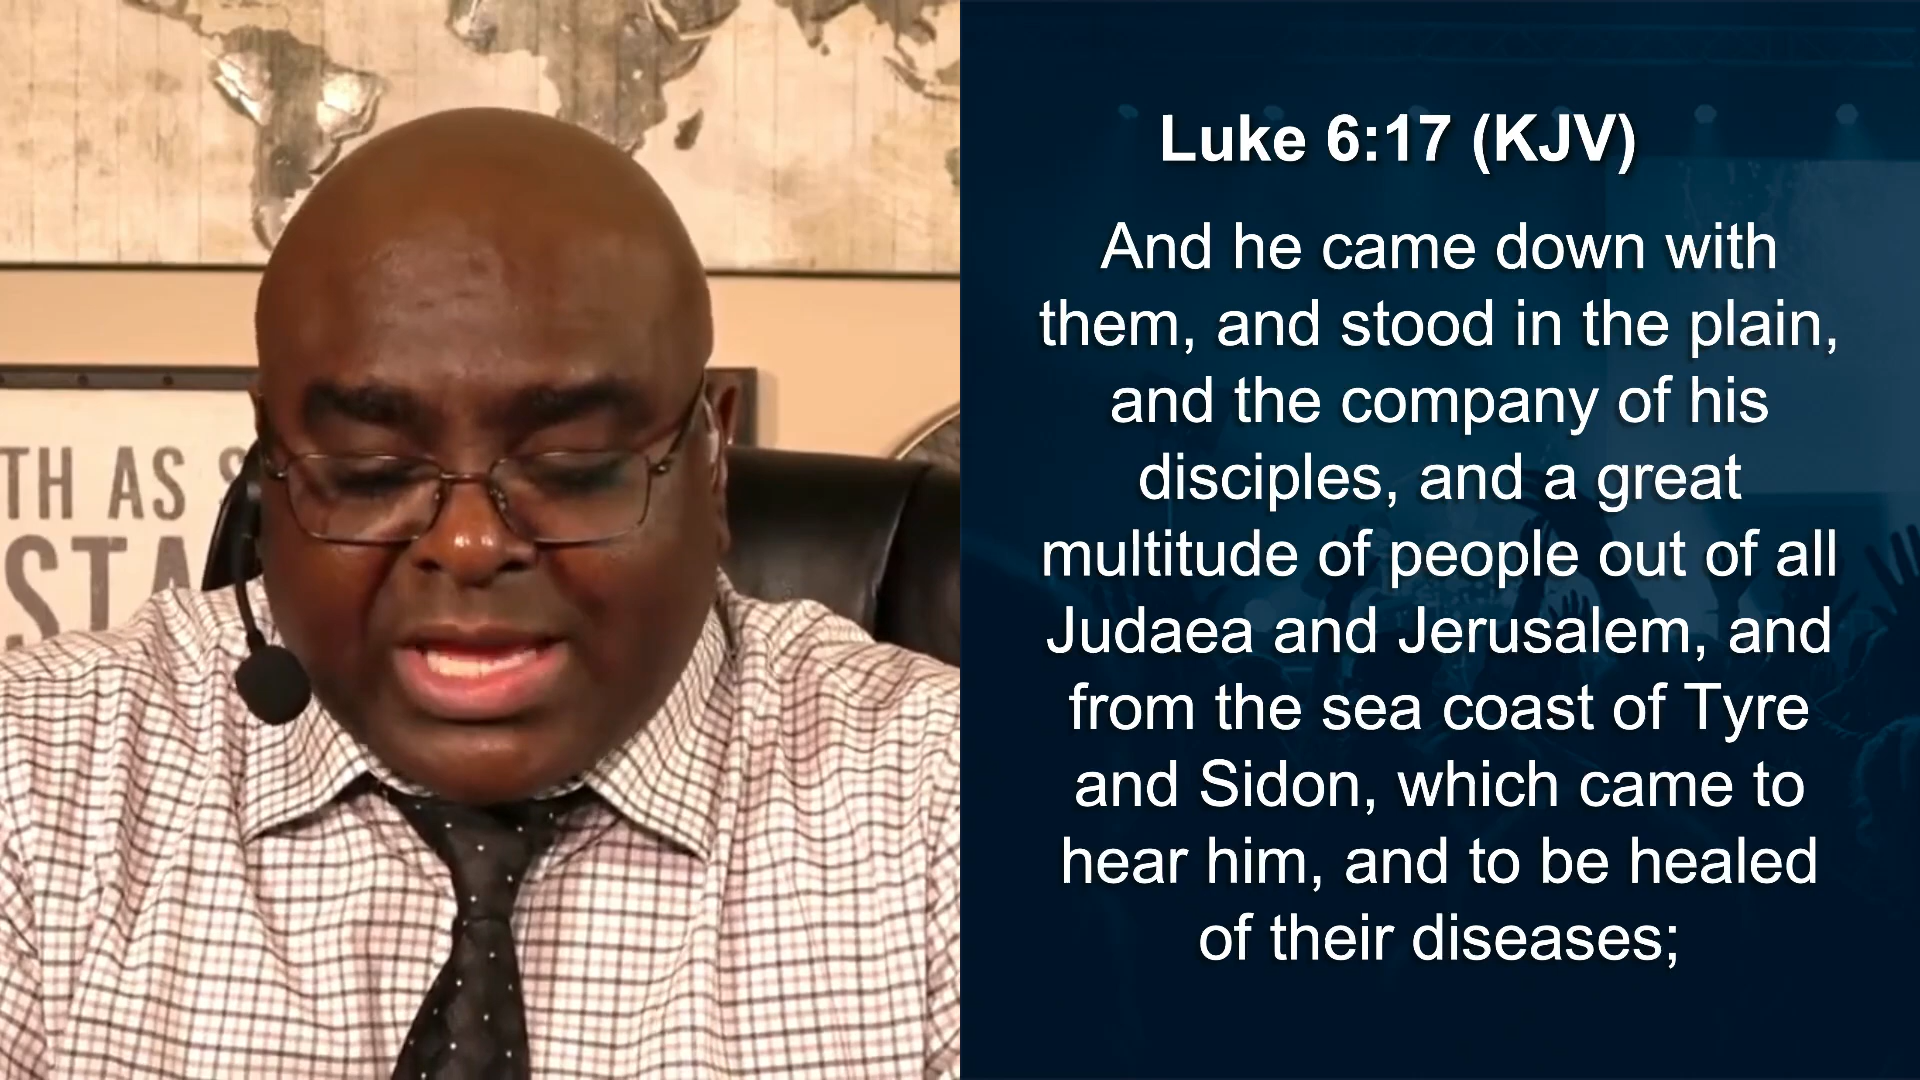 TH AS
STA
Luke 6:17 (KJV)
And he came down with
them, and stood in the plain,
and the company of his
disciples, and a great
multitude of people out of all
Judaea and Jerusalem, and
from the sea coast of Tyre
and Sidon, which came to
hear him, and to be healed
of their diseases;